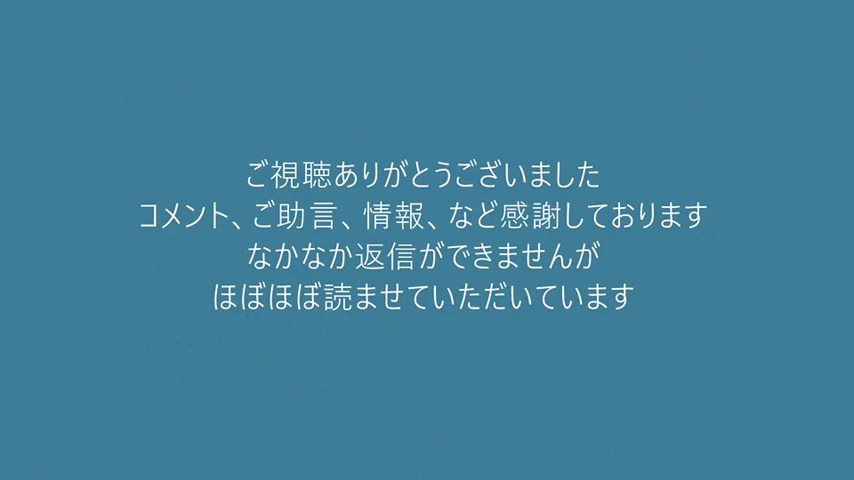 ご視聴ありがとうございました
コメント、ご助言、情報、など感謝しております
なかなか返信ができませんが
ほぼほぼ読ませていただいています